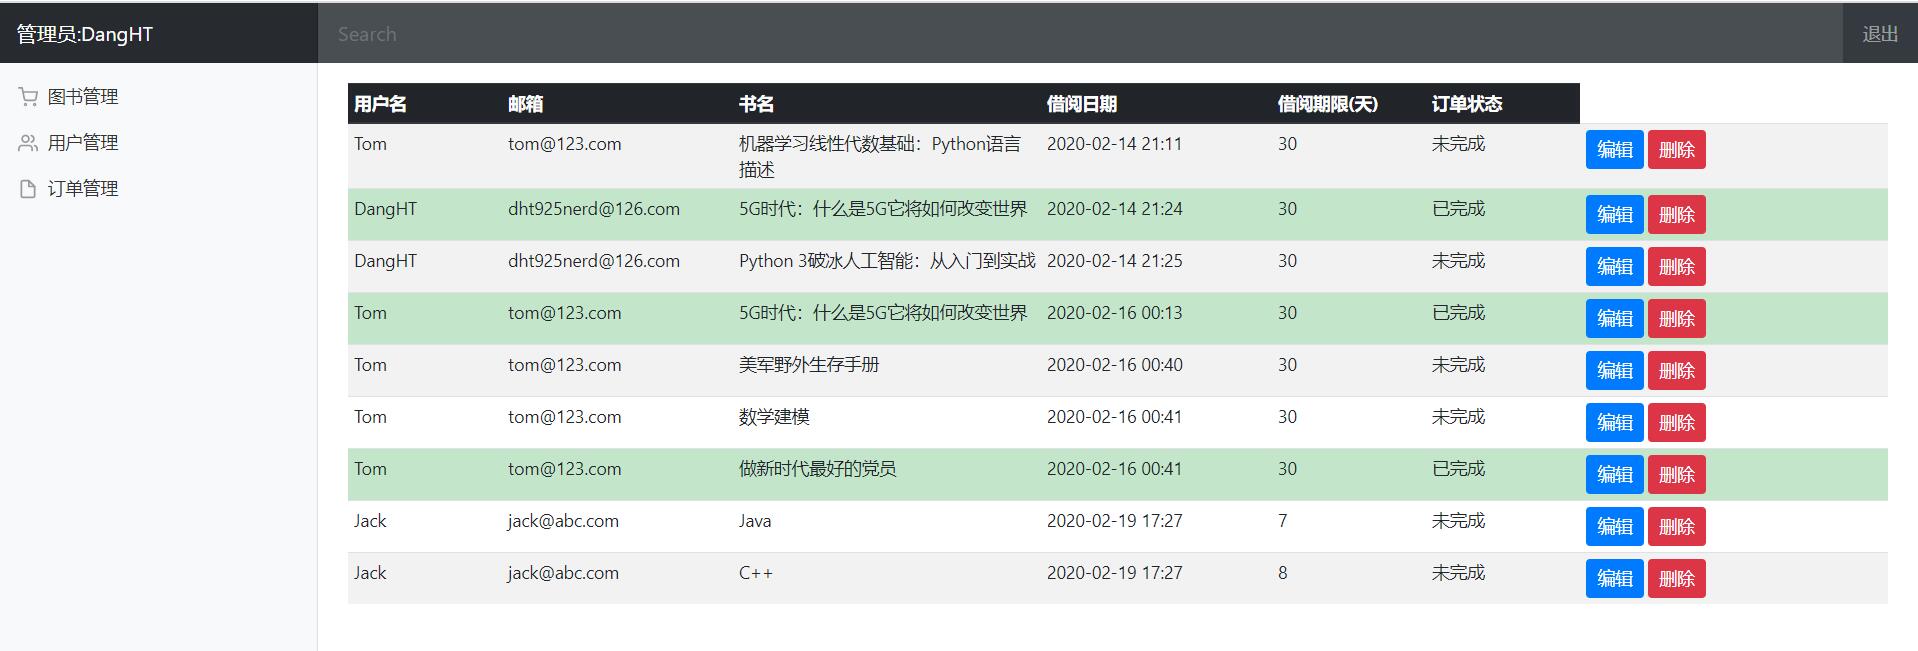 管理员:DangHT
Search
退出
图书管理
用户管理
订单管理
用户名 邮箱 书名 借阅日期 借阅期限(天) 订单状态
Tom tom@123.com 机器学习线性代数基础：Python语言 2020-02-14 21:11 30 未完成 编辑 删除
描述
DangHT dht925nerd@126.com 5G时代：什么是5G它将如何改变世界 2020-02-14 21:24 30 已完成 编辑 删除
DangHT dht925nerd@126.com Python 3破冰人工智能：从入门到实战 2020-02-14 21:25 30 未完成 编辑 删除
Tom tom@123.com 5G时代：什么是5G它将如何改变世界 2020-02-16 00:13 30 已完成 编辑 删除
Tom tom@123.com 美军野外生存手册 2020-02-16 00:40 30 未完成 编辑 删除
Tom tom@123.com 数学建模 2020-02-16 00:41 30 未完成 编辑 删除
Tom tom@123.com 做新时代最好的党员 2020-02-16 00:41 30 已完成 编辑 删除
Jack jack@abc.com Java 2020-02-19 17:27 7 未完成 编辑 删除
Jack jack@abc.com C++ 2020-02-19 17:27 8 未完成 编辑 删除